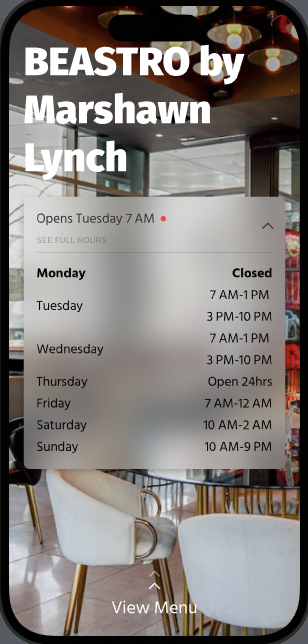 BEASTRO by
Marshawn
Lynch
Opens Tuesday 7 AM
SEE FULL HOURS
Monday Closed
Tuesday 7 AM-1 PM
3 PM-10 PM
Wednesday 7 AM-1 PM
3 PM-10 PM
Thursday Open 24hrs
Friday 7 AM-12 AM
Saturday 10 AM-2 AM
Sunday 10 AM-9 PM
View Menu